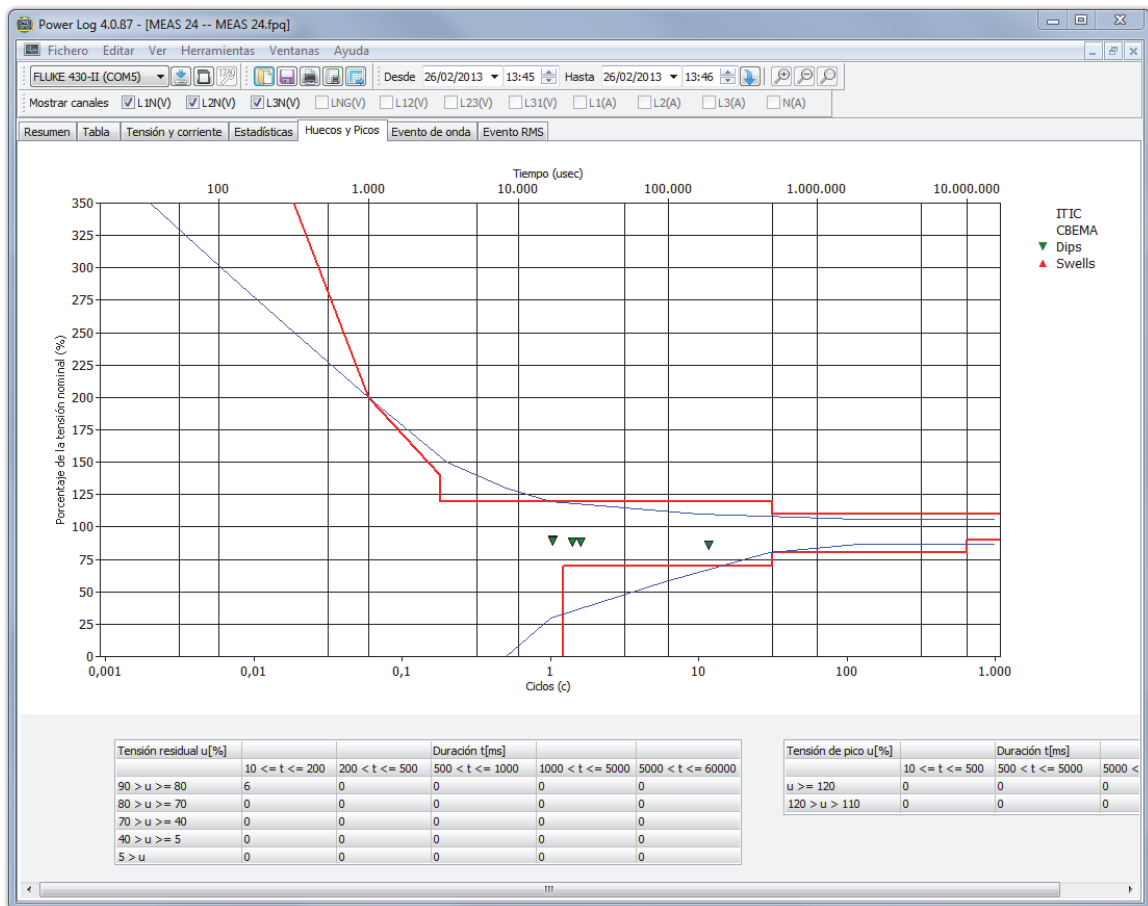 Power Log 4.0.87 - [MEAS 24 -- MEAS 24.fpq]
Fichero Editar Ver Herramientas Ventanas Ayuda
FLUKE 430-II (COM5) Desde 26/02/2013 13:45 Hasta 26/02/2013 13:46
Mostrar canales L1N(V) L2N(V) L3N(V) LNG(V) L12(V) L23(V) L31(V) L1(A) L2(A) L3(A) N(A)
Resumen Tabla Tensión y corriente Estadísticas Huecos y Picos Evento de onda Evento RMS
Tiempo (usec)
100 1.000 10.000 100.000 1.000.000 10.000.000
Porcentaje de la tensión nominal (%)
350
325
300
275
250
225
200
175
150
125
100
75
50
25
0
ITIC
CBEMA
Dips
Swells
0,001 0,01 0,1 1 10 100 1.000
Ciclos (c)
Tensión residual u[%] Duración t[ms]
10 <= t <= 200 200 < t <= 500 500 < t <= 1000 1000 < t <= 5000 5000 < t <= 60000
90 > u >= 80 6 0 0 0 0
80 > u >= 70 0 0 0 0 0
70 > u >= 40 0 0 0 0 0
40 > u >= 5 0 0 0 0 0
5 > u 0 0 0 0 0
Tensión de pico u[%] Duración t[ms]
10 <= t <= 500 500 < t <= 5000 5000 <
u >= 120 0 0 0
120 > u > 110 0 0 0